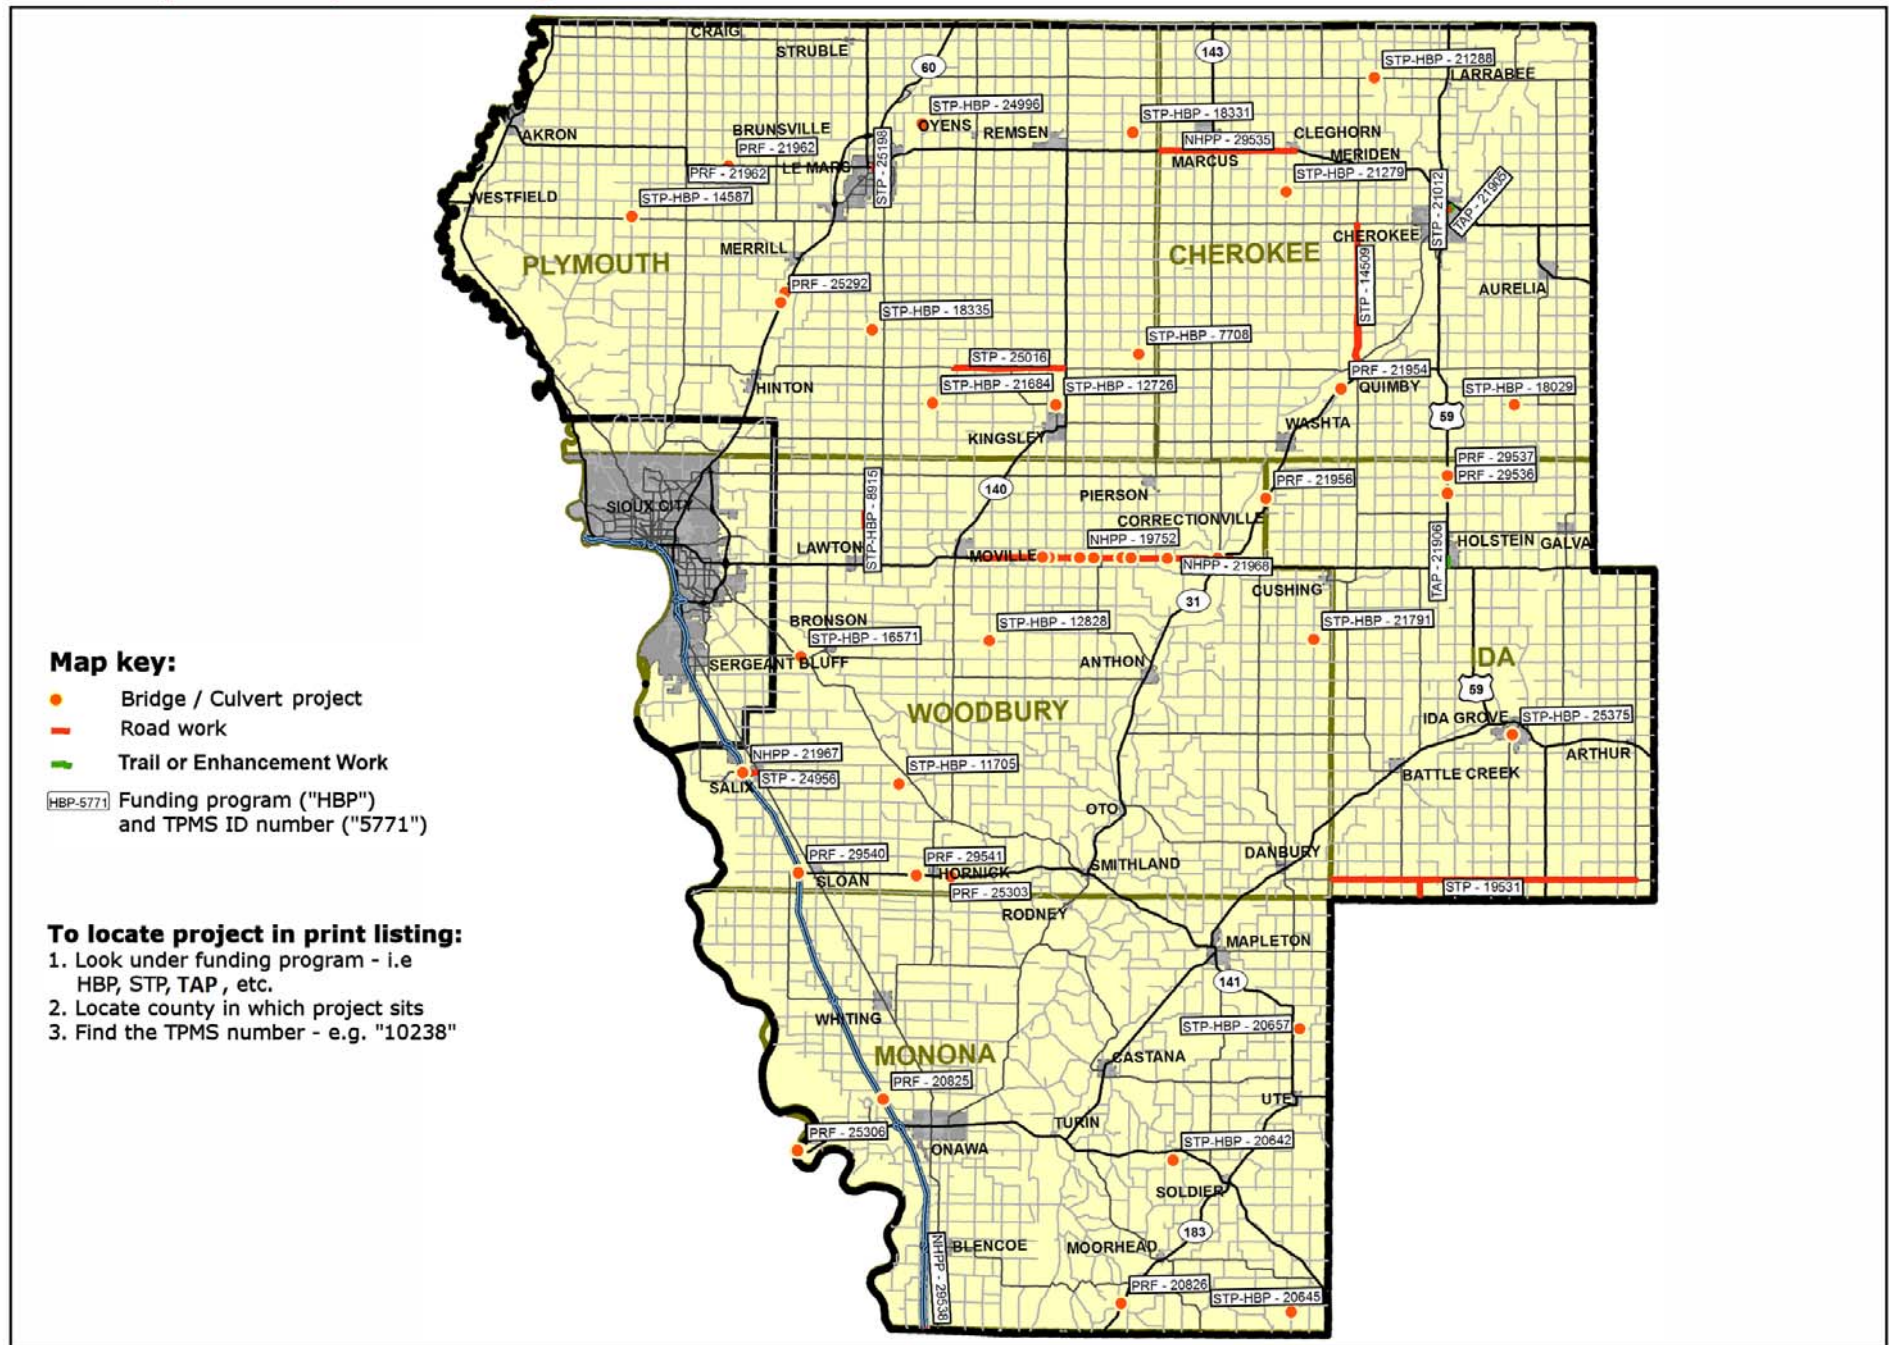 CRAIG
STRUBLE
60
143
STP-HBP - 21288
LARRABEE
STP-HBP - 24996
OYENS
REMSEN
STP-HBP - 18331
AKRON
BRUNSVILLE
PRF - 21962
LE MARS
PRF - 21962
STP - 25198
NHPP - 29535
CLEGHORN
MARCUS
MERIDEN
STP-HBP - 21279
WESTFIELD
STP-HBP - 14587
STP - 21012
TAP - 21905
CHEROKEE
MERRILL
PLYMOUTH
CHEROKEE
STP - 14509
AURELIA
PRF - 25292
STP-HBP - 18335
STP-HBP - 7708
STP - 25016
PRF - 21954
HINTON
STP-HBP - 21684
STP-HBP - 12726
QUIMBY
STP-HBP - 18029
59
WASHTA
KINGSLEY
PRF - 29537
PRF - 29536
STP-HBP - 8915
140
PIERSON
PRF - 21956
SIOUX CITY
CORRECTIONVILLE
LAWTON
MOVILLE
NHPP - 19752
NHPP - 21968
TAP - 21906
HOLSTEIN
GALVA
CUSHING
31
BRONSON
STP-HBP - 16571
STP-HBP - 12828
STP-HBP - 21791
SERGEANT BLUFF
ANTHON
IDA
59
WOODBURY
IDA GROVE
STP-HBP - 25375
ARTHUR
BATTLE CREEK
NHPP - 21967
STP - 24956
SALIX
STP-HBP - 11705
OTO
DANBURY
PRF - 29540
SLOAN
PRF - 29541
HORNICK
PRF - 25303
SMITHLAND
STP - 19531
RODNEY
MAPLETON
141
WHITING
STP-HBP - 20657
MONONA
CASTANA
PRF - 20825
UTE
TURIN
PRF - 25306
ONAWA
STP-HBP - 20642
SOLDIER
183
NHPP - 29538
BLENCOE
MOORHEAD
PRF - 20826
STP-HBP - 20645
Map key:
Bridge / Culvert project
Road work
Trail or Enhancement Work
HBP-5771 Funding program ("HBP")
and TPMS ID number ("5771")
To locate project in print listing:
1. Look under funding program - i.e
HBP, STP, TAP , etc.
2. Locate county in which project sits
3. Find the TPMS number - e.g. "10238"